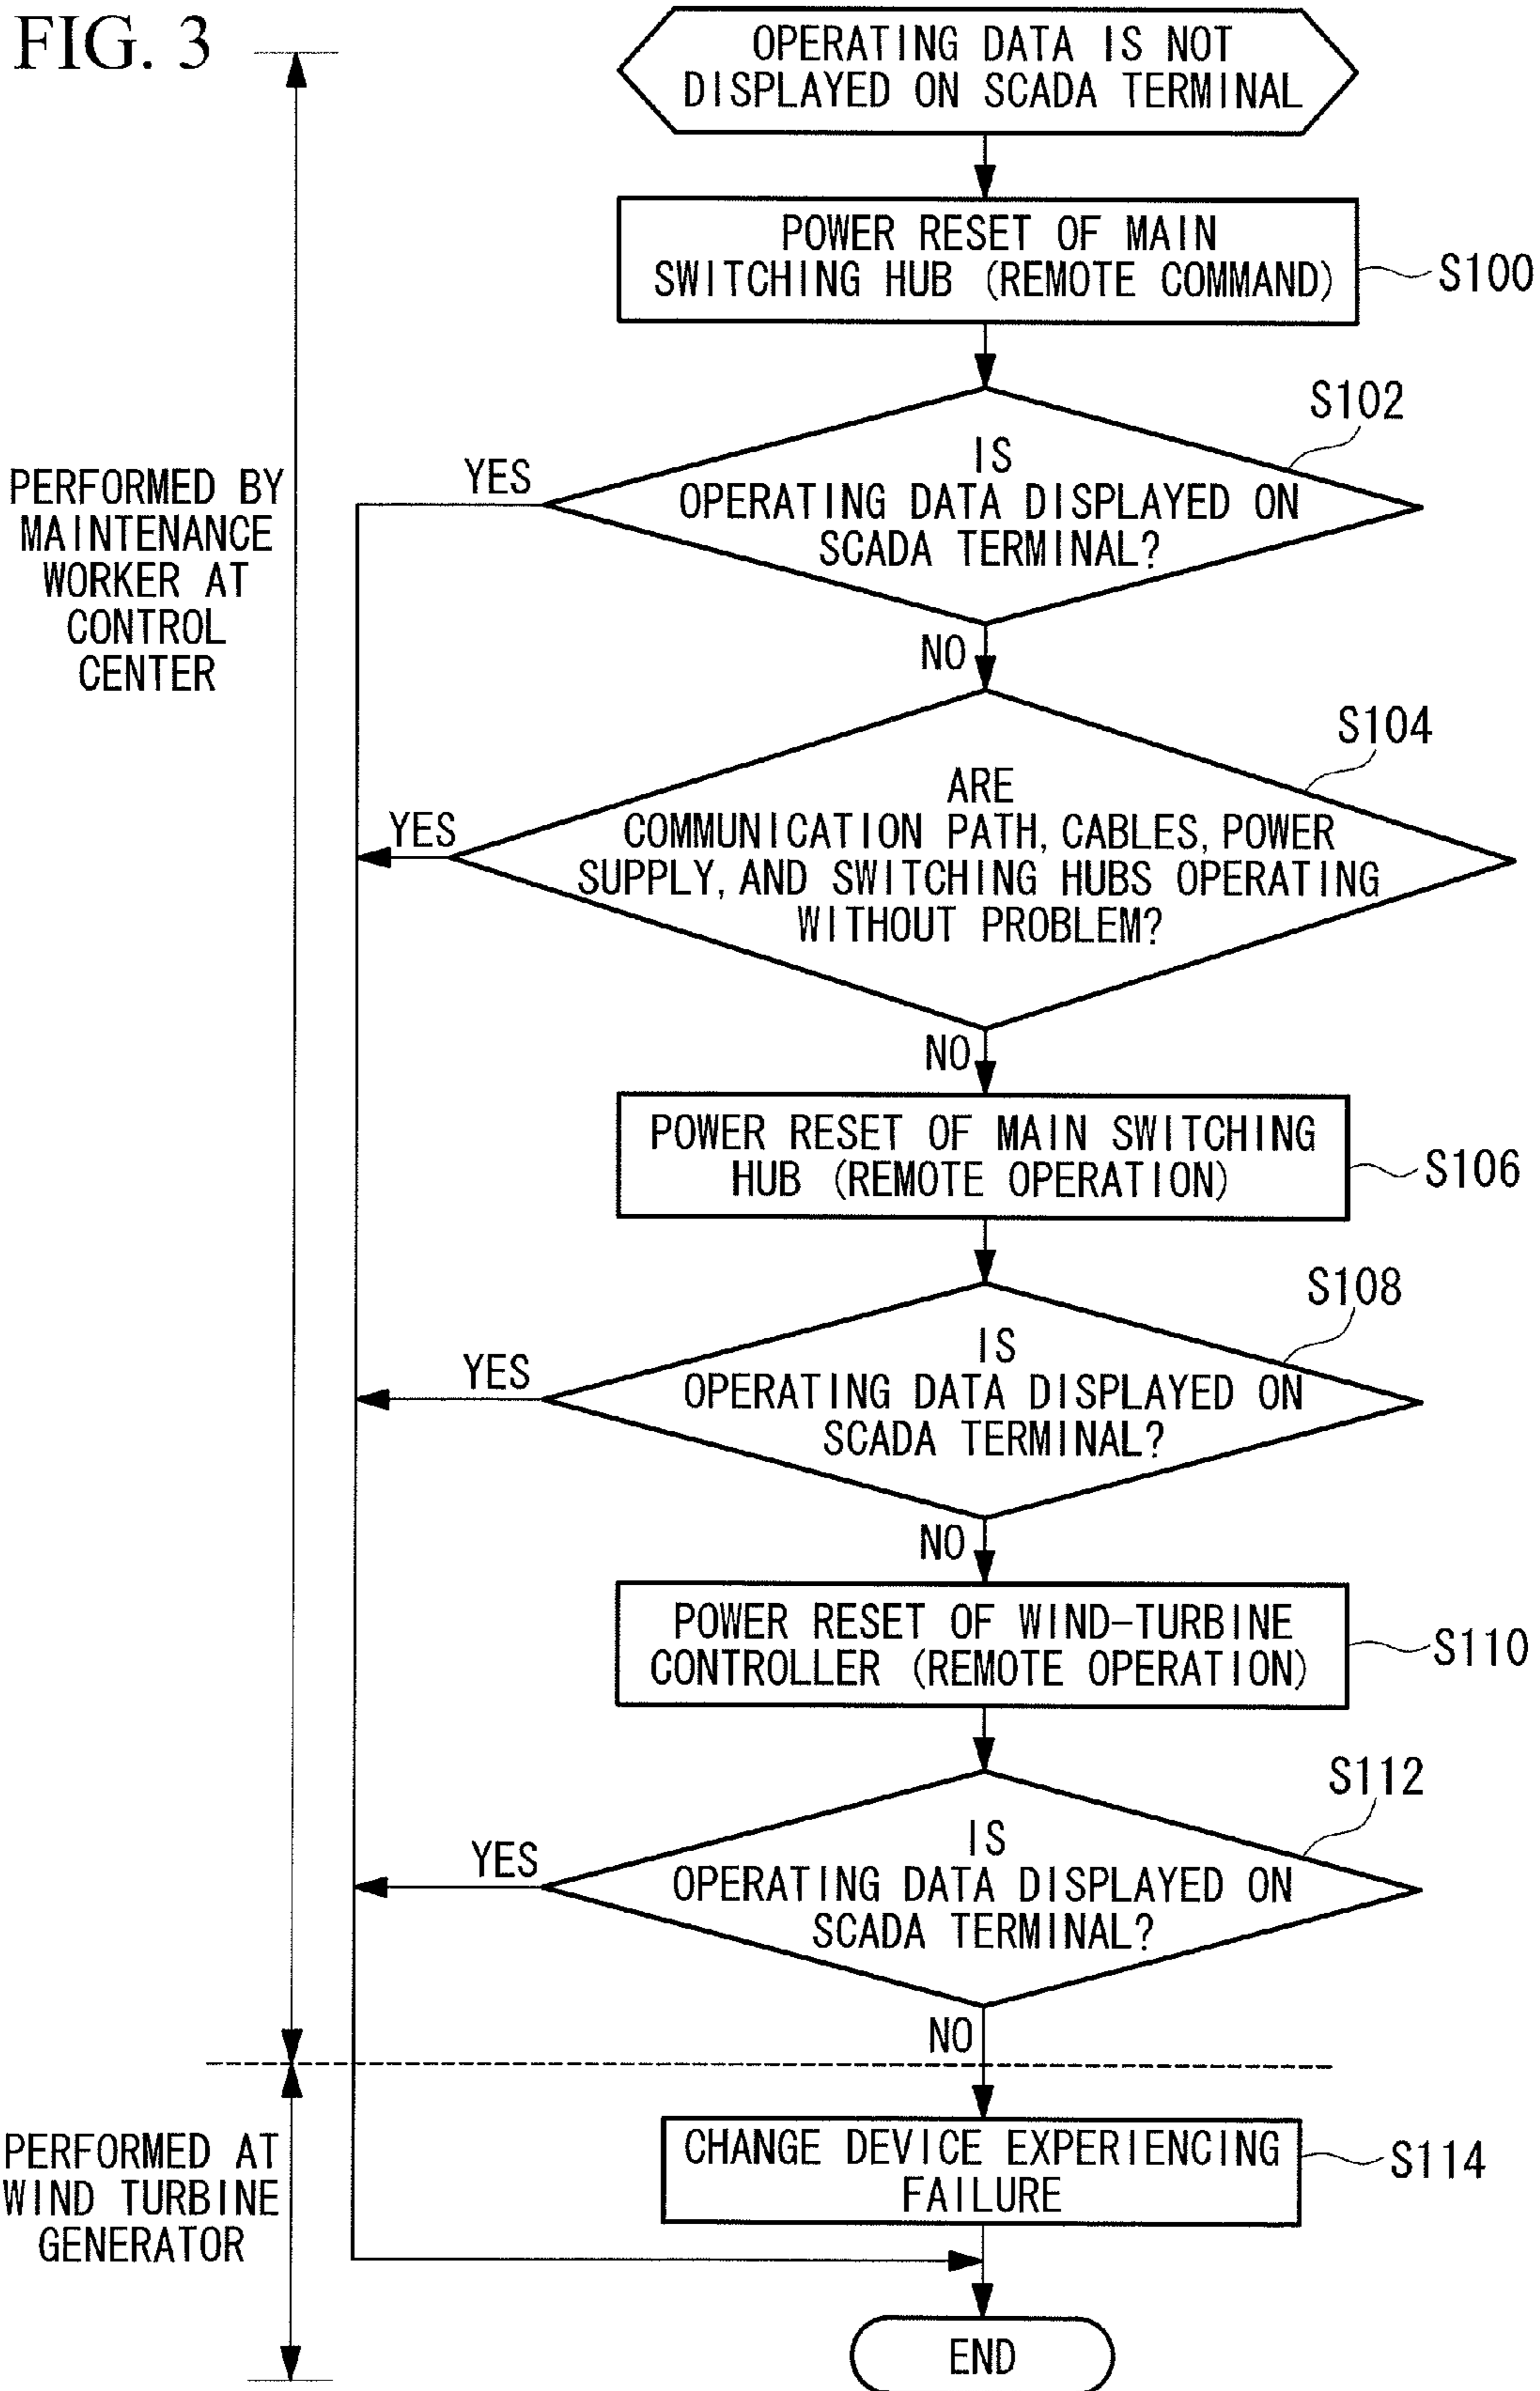 FIG. 3
OPERATING DATA IS NOT
DISPLAYED ON SCADA TERMINAL
POWER RESET OF MAIN
SWITCHING HUB (REMOTE COMMAND)
S100
S102
IS
OPERATING DATA DISPLAYED ON
SCADA TERMINAL?
YES
NO
PERFORMED BY
MAINTENANCE
WORKER AT
CONTROL
CENTER
S104
ARE
COMMUNICATION PATH, CABLES, POWER
SUPPLY, AND SWITCHING HUBS OPERATING
WITHOUT PROBLEM?
YES
NO
POWER RESET OF MAIN SWITCHING
HUB (REMOTE OPERATION)
S106
S108
IS
OPERATING DATA DISPLAYED ON
SCADA TERMINAL?
YES
NO
POWER RESET OF WIND-TURBINE
CONTROLLER (REMOTE OPERATION)
S110
S112
IS
OPERATING DATA DISPLAYED ON
SCADA TERMINAL?
YES
NO
PERFORMED AT
WIND TURBINE
GENERATOR
CHANGE DEVICE EXPERIENCING
FAILURE
S114
END